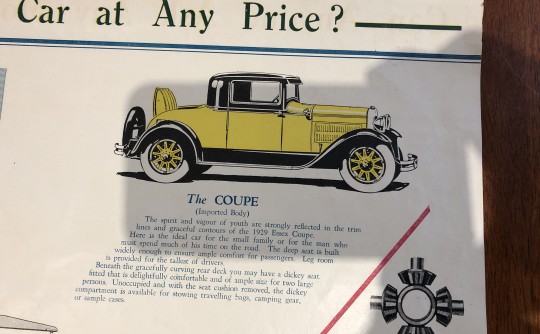 Car at Any Price?
The COUPE
(Imported Body)
The spirit and vigour of youth are strongly reflected in the trim
lines and graceful contours of the 1929 Essex Coupe.
Here is the ideal car for the small family or for the man who
must spend much of his time on the road. The deep seat is built
widely enough to ensure ample comfort for passengers. Leg room
is provided for the tallest of drivers.
Beneath the gracefully curving rear deck you may have a dickey seat
fitted that is delightfully comfortable and of ample size for two large
persons. Unoccupied and with the seat cushion removed, the dickey
compartment is available for stowing travelling bags, camping gear,
or sample cases.